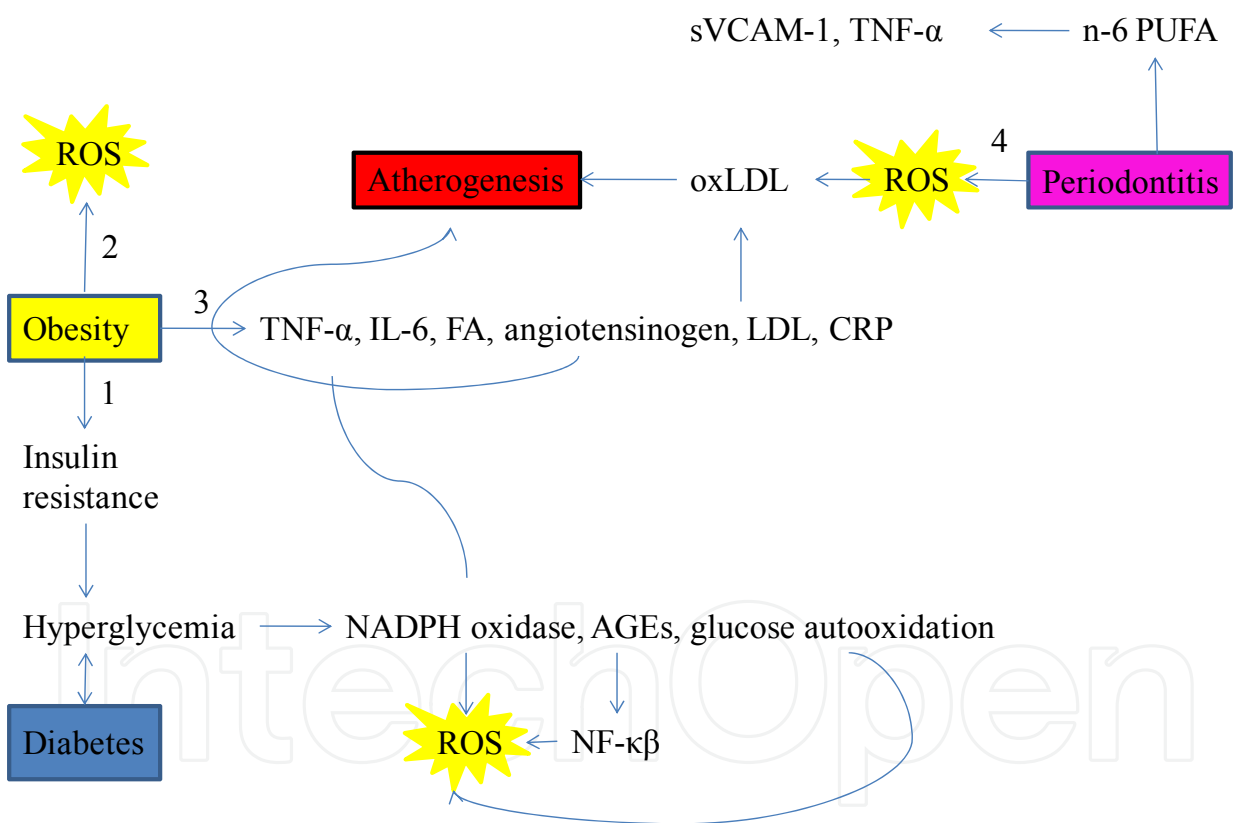 sVCAM-1, TNF-α
n-6 PUFA
ROS
4
Atherogenesis
oxLDL
ROS
Periodontitis
2
3
Obesity
TNF-α, IL-6, FA, angiotensinogen, LDL, CRP
1
Insulin
resistance
Hyperglycemia
NADPH oxidase, AGEs, glucose autooxidation
IntechOpen
Diabetes
ROS
NF-κβ